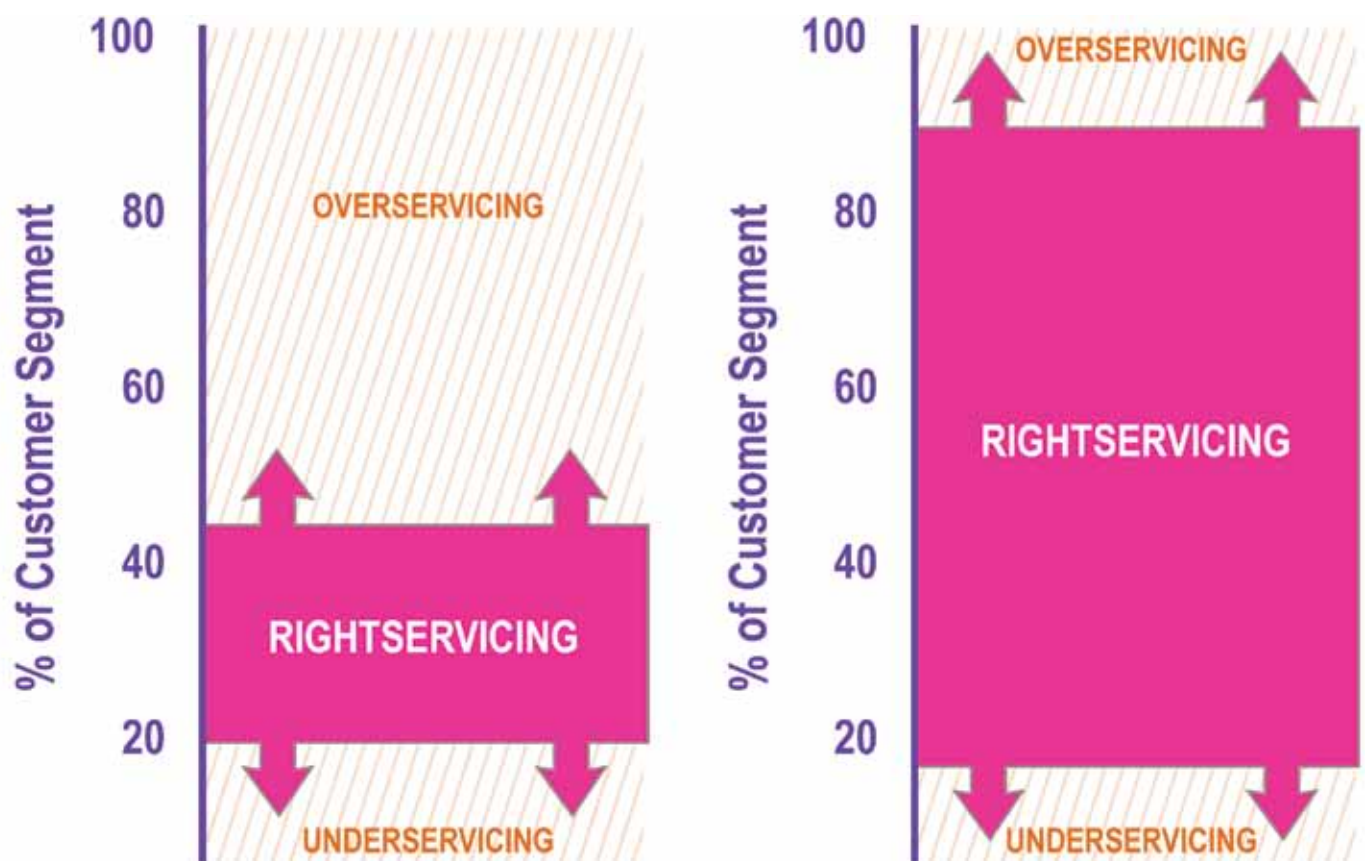 % of Customer Segment
100
80
60
40
20
OVERSERVICING
RIGHTSERVICING
UNDERSERVICING
% of Customer Segment
100
80
60
40
20
OVERSERVICING
RIGHTSERVICING
UNDERSERVICING